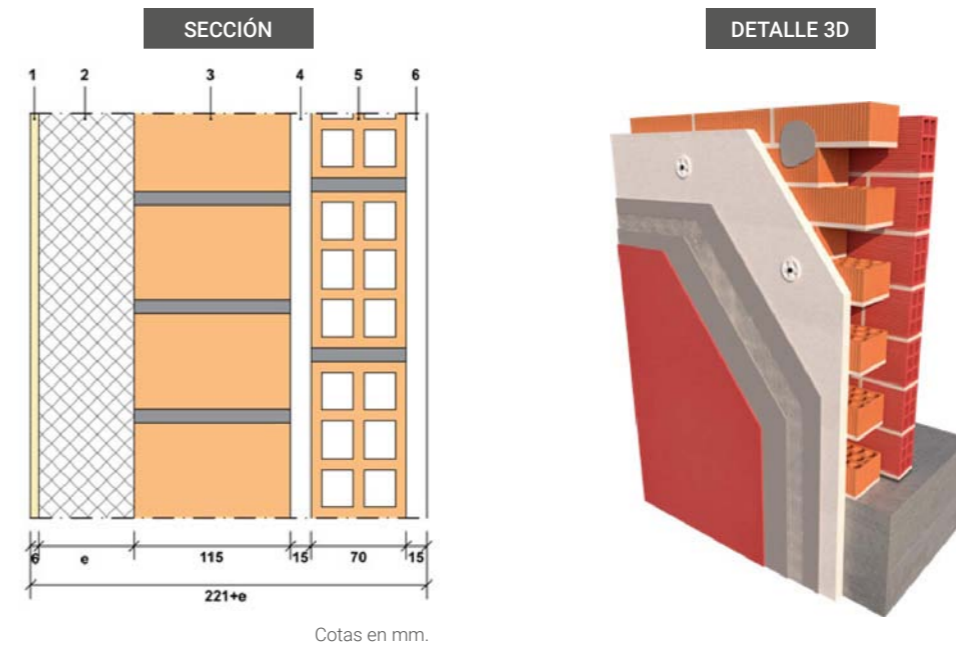 SECCIÓN
1 2 3 4 5 6
6 e 115 15 70 15
221+e
Cotas en mm.
DETALLE 3D